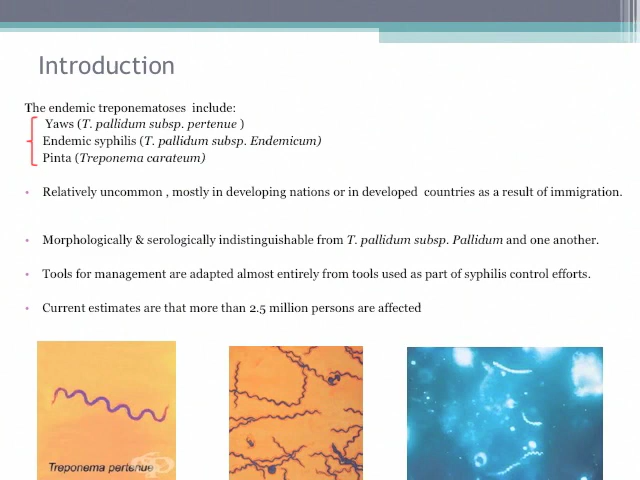 Introduction
The endemic treponematoses include:
Yaws (T. pallidum subsp. pertenue )
Endemic syphilis (T. pallidum subsp. Endemicum)
Pinta (Treponema carateum)
• Relatively uncommon , mostly in developing nations or in developed countries as a result of immigration.
• Morphologically & serologically indistinguishable from T. pallidum subsp. Pallidum and one another.
• Tools for management are adapted almost entirely from tools used as part of syphilis control efforts.
• Current estimates are that more than 2.5 million persons are affected
Treponema pertenue